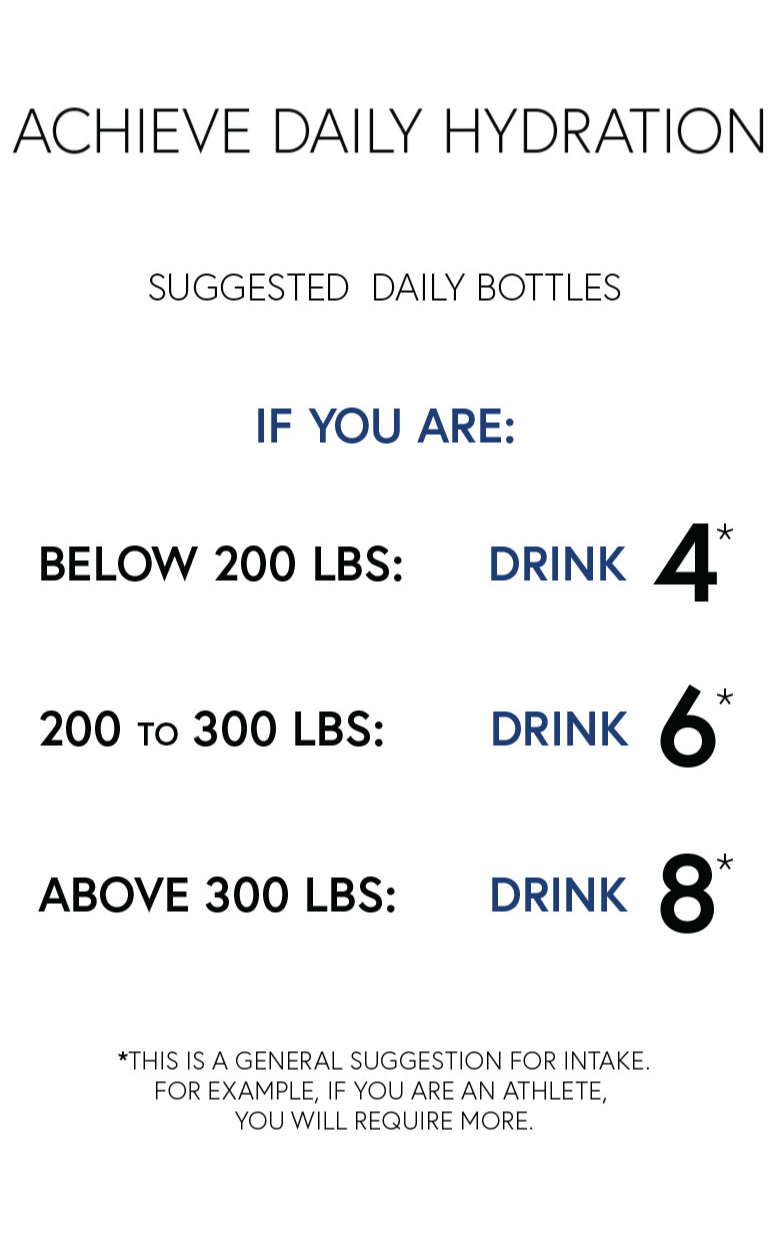 ACHIEVE DAILY HYDRATION
SUGGESTED DAILY BOTTLES
IF YOU ARE:
BELOW 200 LBS: DRINK 4*
200 TO 300 LBS: DRINK 6*
ABOVE 300 LBS: DRINK 8*
*THIS IS A GENERAL SUGGESTION FOR INTAKE.
FOR EXAMPLE, IF YOU ARE AN ATHLETE,
YOU WILL REQUIRE MORE.